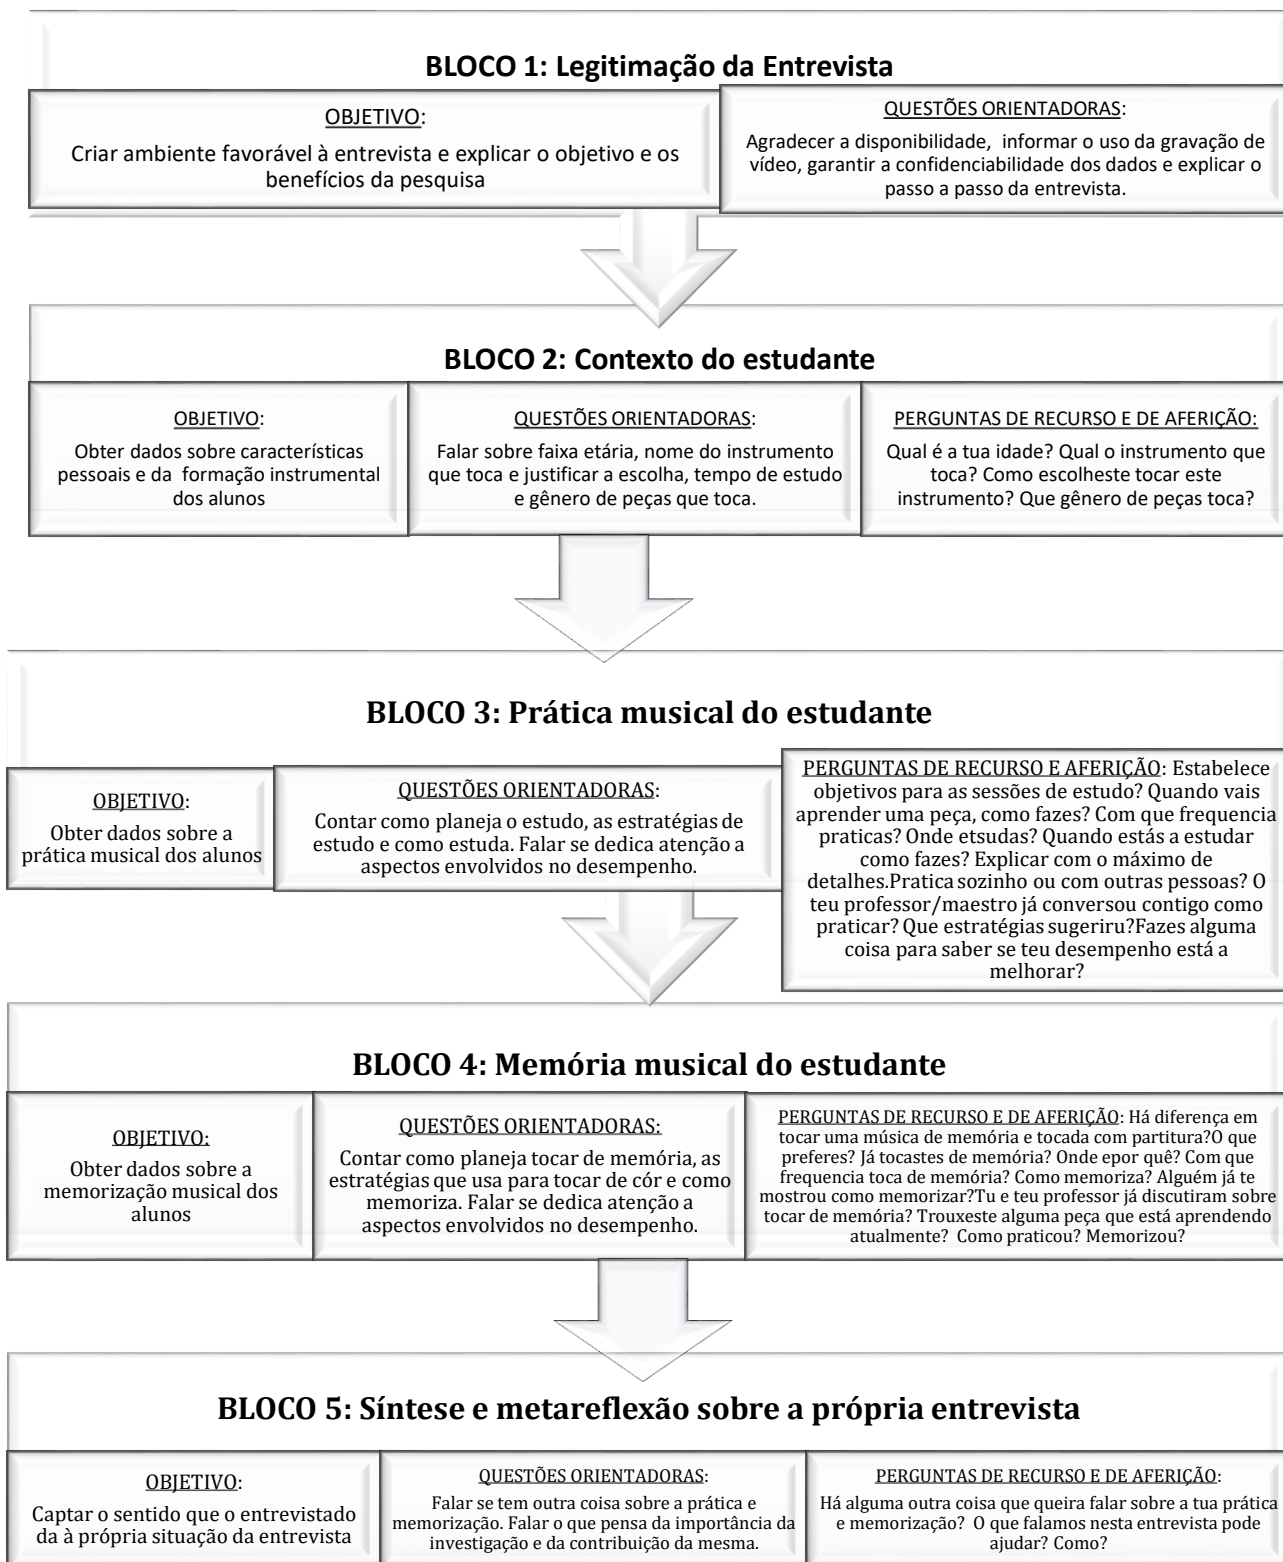 BLOCO 1: Legitimação da Entrevista
OBJETIVO:
Criar ambiente favorável à entrevista e explicar o objetivo e os
benefícios da pesquisa
QUESTÕES ORIENTADORAS:
Agradecer a disponibilidade, informar o uso da gravação de
vídeo, garantir a confidenciabilidade dos dados e explicar o
passo a passo da entrevista.
BLOCO 2: Contexto do estudante
OBJETIVO:
Obter dados sobre características
pessoais e da formação instrumental
dos alunos
QUESTÕES ORIENTADORAS:
Falar sobre faixa etária, nome do instrumento
que toca e justificar a escolha, tempo de estudo
e gênero de peças que toca.
PERGUNTAS DE RECURSO E DE AFERIÇÃO:
Qual é a tua idade? Qual o instrumento que
toca? Como escolheste tocar este
instrumento? Que gênero de peças toca?
BLOCO 3: Prática musical do estudante
OBJETIVO:
Obter dados sobre a
prática musical dos alunos
QUESTÕES ORIENTADORAS:
Contar como planeja o estudo, as estratégias de
estudo e como estuda. Falar se dedica atenção a
aspectos envolvidos no desempenho.
PERGUNTAS DE RECURSO E AFERIÇÃO: Estabelece
objetivos para as sessões de estudo? Quando vais
aprender uma peça, como fazes? Com que frequencia
praticas? Onde etsudas? Quando estás a estudar
como fazes? Explicar com o máximo de
detalhes.Pratica sozinho ou com outras pessoas? O
teu professor/maestro já conversou contigo como
praticar? Que estratégias sugeriru?Fazes alguma
coisa para saber se teu desempenho está a
melhorar?
BLOCO 4: Memória musical do estudante
OBJETIVO:
Obter dados sobre a
memorização musical dos
alunos
QUESTÕES ORIENTADORAS:
Contar como planeja tocar de memória, as
estratégias que usa para tocar de cór e como
memoriza. Falar se dedica atenção a
aspectos envolvidos no desempenho.
PERGUNTAS DE RECURSO E DE AFERIÇÃO: Há diferença em
tocar uma música de memória e tocada com partitura?O que
preferes? Já tocastes de memória? Onde epor quê? Com que
frequencia toca de memória? Como memoriza? Alguém já te
mostrou como memorizar?Tu e teu professor já discutiram sobre
tocar de memória? Trouxeste alguma peça que está aprendendo
atualmente? Como praticou? Memorizou?
BLOCO 5: Síntese e metareflexão sobre a própria entrevista
OBJETIVO:
Captar o sentido que o entrevistado
da à própria situação da entrevista
QUESTÕES ORIENTADORAS:
Falar se tem outra coisa sobre a prática e
memorização. Falar o que pensa da importância da
investigação e da contribuição da mesma.
PERGUNTAS DE RECURSO E DE AFERIÇÃO:
Há alguma outra coisa que queira falar sobre a tua prática
e memorização? O que falamos nesta entrevista pode
ajudar? Como?